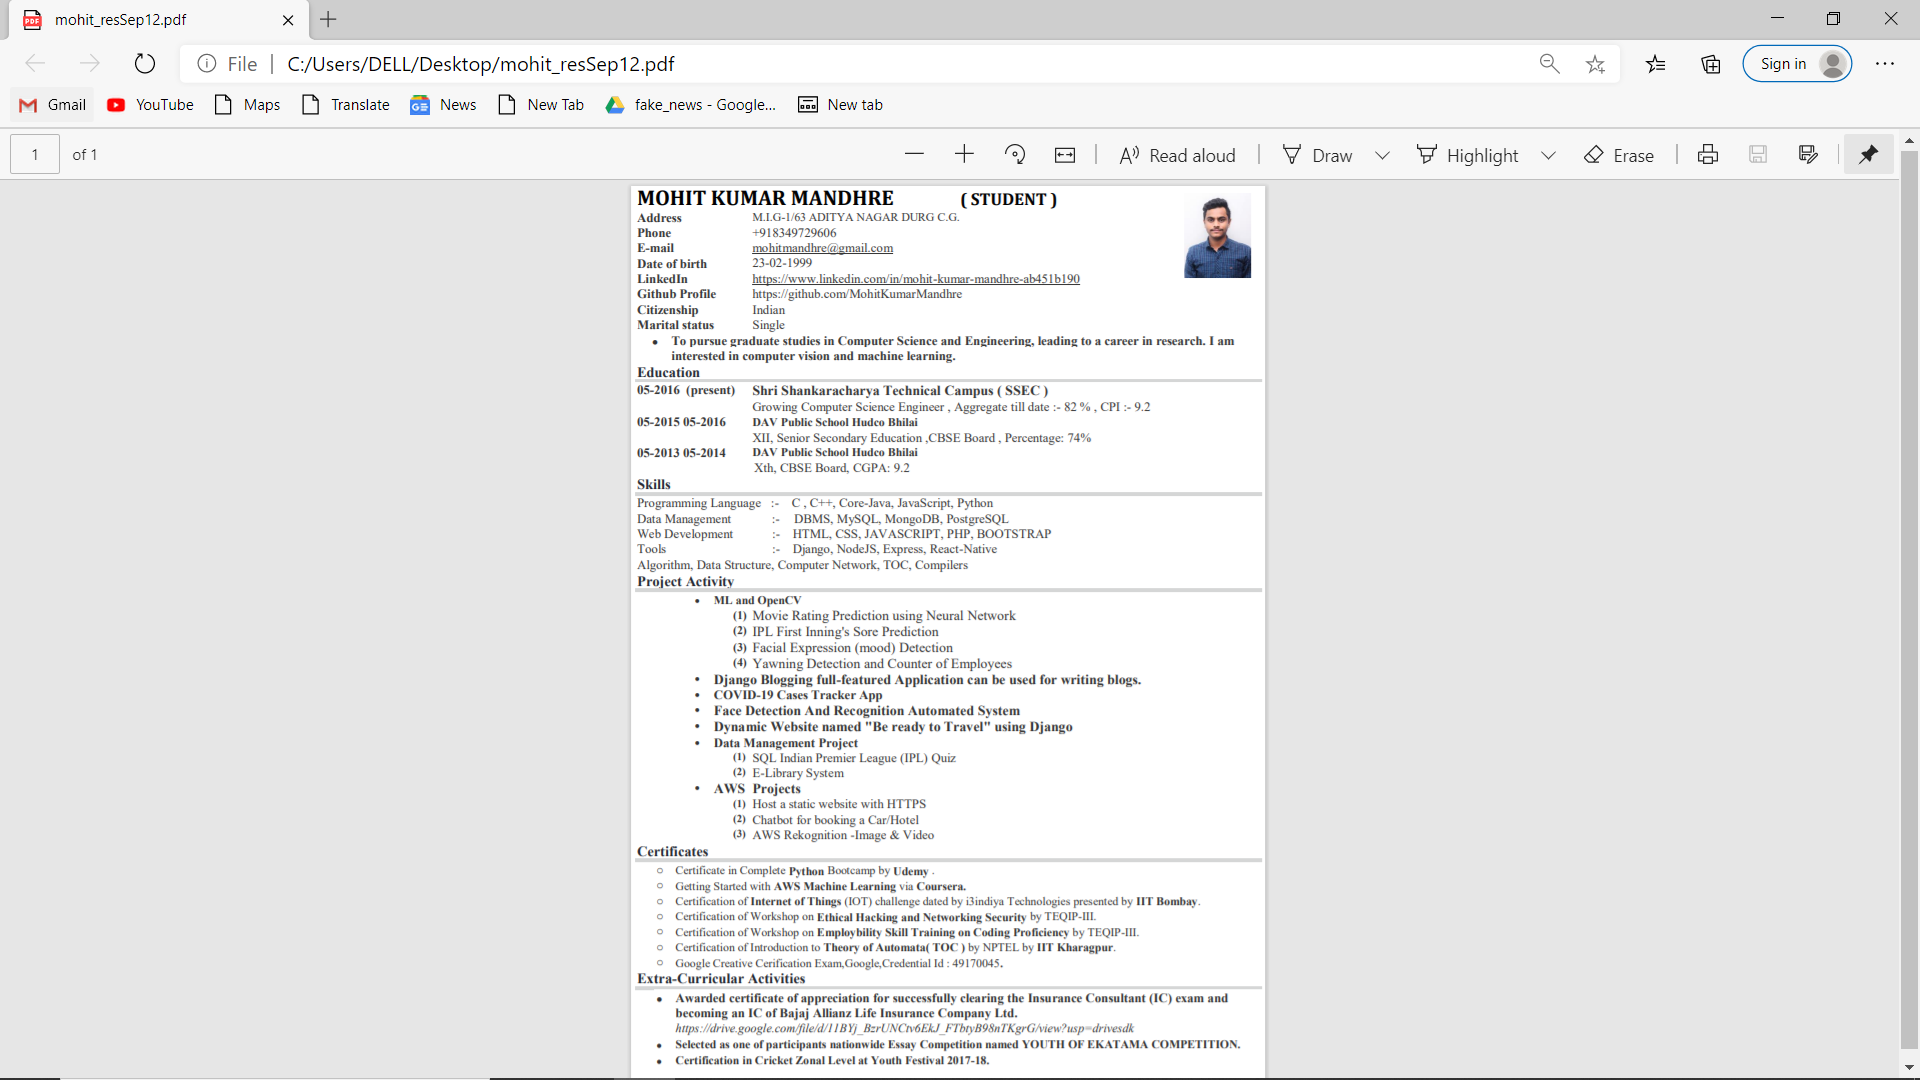 mohit_resSep12.pdf
File
C:/Users/DELL/Desktop/mohit_resSep12.pdf
Sign in
Gmail
YouTube
Maps
Translate
News
New Tab
fake_news - Google...
New tab
1 of 1
Read aloud
Draw
Highlight
Erase
MOHIT KUMAR MANDHRE ( STUDENT )
Address M.I.G-1/63 ADITYA NAGAR DURG C.G.
Phone +918349729606
E-mail mohitmandhre@gmail.com
Date of birth 23-02-1999
LinkedIn https://www.linkedin.com/in/mohit-kumar-mandhre-ab451b190
Github Profile https://github.com/MohitKumarMandhre
Citizenship Indian
Marital status Single
• To pursue graduate studies in Computer Science and Engineering, leading to a career in research. I am
interested in computer vision and machine learning.
Education
05-2016 (present) Shri Shankaracharya Technical Campus ( SSEC )
Growing Computer Science Engineer , Aggregate till date :- 82 % , CPI :- 9.2
05-2015 05-2016 DAV Public School Hudco Bhilai
XII, Senior Secondary Education ,CBSE Board , Percentage: 74%
05-2013 05-2014 DAV Public School Hudco Bhilai
Xth, CBSE Board, CGPA: 9.2
Skills
Programming Language :- C , C++, Core-Java, JavaScript, Python
Data Management :- DBMS, MySQL, MongoDB, PostgreSQL
Web Development :- HTML, CSS, JAVASCRIPT, PHP, BOOTSTRAP
Tools :- Django, NodeJS, Express, React-Native
Algorithm, Data Structure, Computer Network, TOC, Compilers
Project Activity
• ML and OpenCV
(1) Movie Rating Prediction using Neural Network
(2) IPL First Inning's Sore Prediction
(3) Facial Expression (mood) Detection
(4) Yawning Detection and Counter of Employees
• Django Blogging full-featured Application can be used for writing blogs.
• COVID-19 Cases Tracker App
• Face Detection And Recognition Automated System
• Dynamic Website named "Be ready to Travel" using Django
• Data Management Project
(1) SQL Indian Premier League (IPL) Quiz
(2) E-Library System
• AWS Projects
(1) Host a static website with HTTPS
(2) Chatbot for booking a Car/Hotel
(3) AWS Rekognition -Image & Video
Certificates
○ Certificate in Complete Python Bootcamp by Udemy .
○ Getting Started with AWS Machine Learning via Coursera.
○ Certification of Internet of Things (IOT) challenge dated by i3indiya Technologies presented by IIT Bombay.
○ Certification of Workshop on Ethical Hacking and Networking Security by TEQIP-III.
○ Certification of Workshop on Employbility Skill Training on Coding Proficiency by TEQIP-III.
○ Certification of Introduction to Theory of Automata( TOC ) by NPTEL by IIT Kharagpur.
○ Google Creative Cerification Exam,Google,Credential Id : 49170045.
Extra-Curricular Activities
• Awarded certificate of appreciation for successfully clearing the Insurance Consultant (IC) exam and
becoming an IC of Bajaj Allianz Life Insurance Company Ltd.
https://drive.google.com/file/d/11BYj_BzrUNCtv6EkJ_FTbtyB98nTKgrG/view?usp=drivesdk
• Selected as one of participants nationwide Essay Competition named YOUTH OF EKATAMA COMPETITION.
• Certification in Cricket Zonal Level at Youth Festival 2017-18.